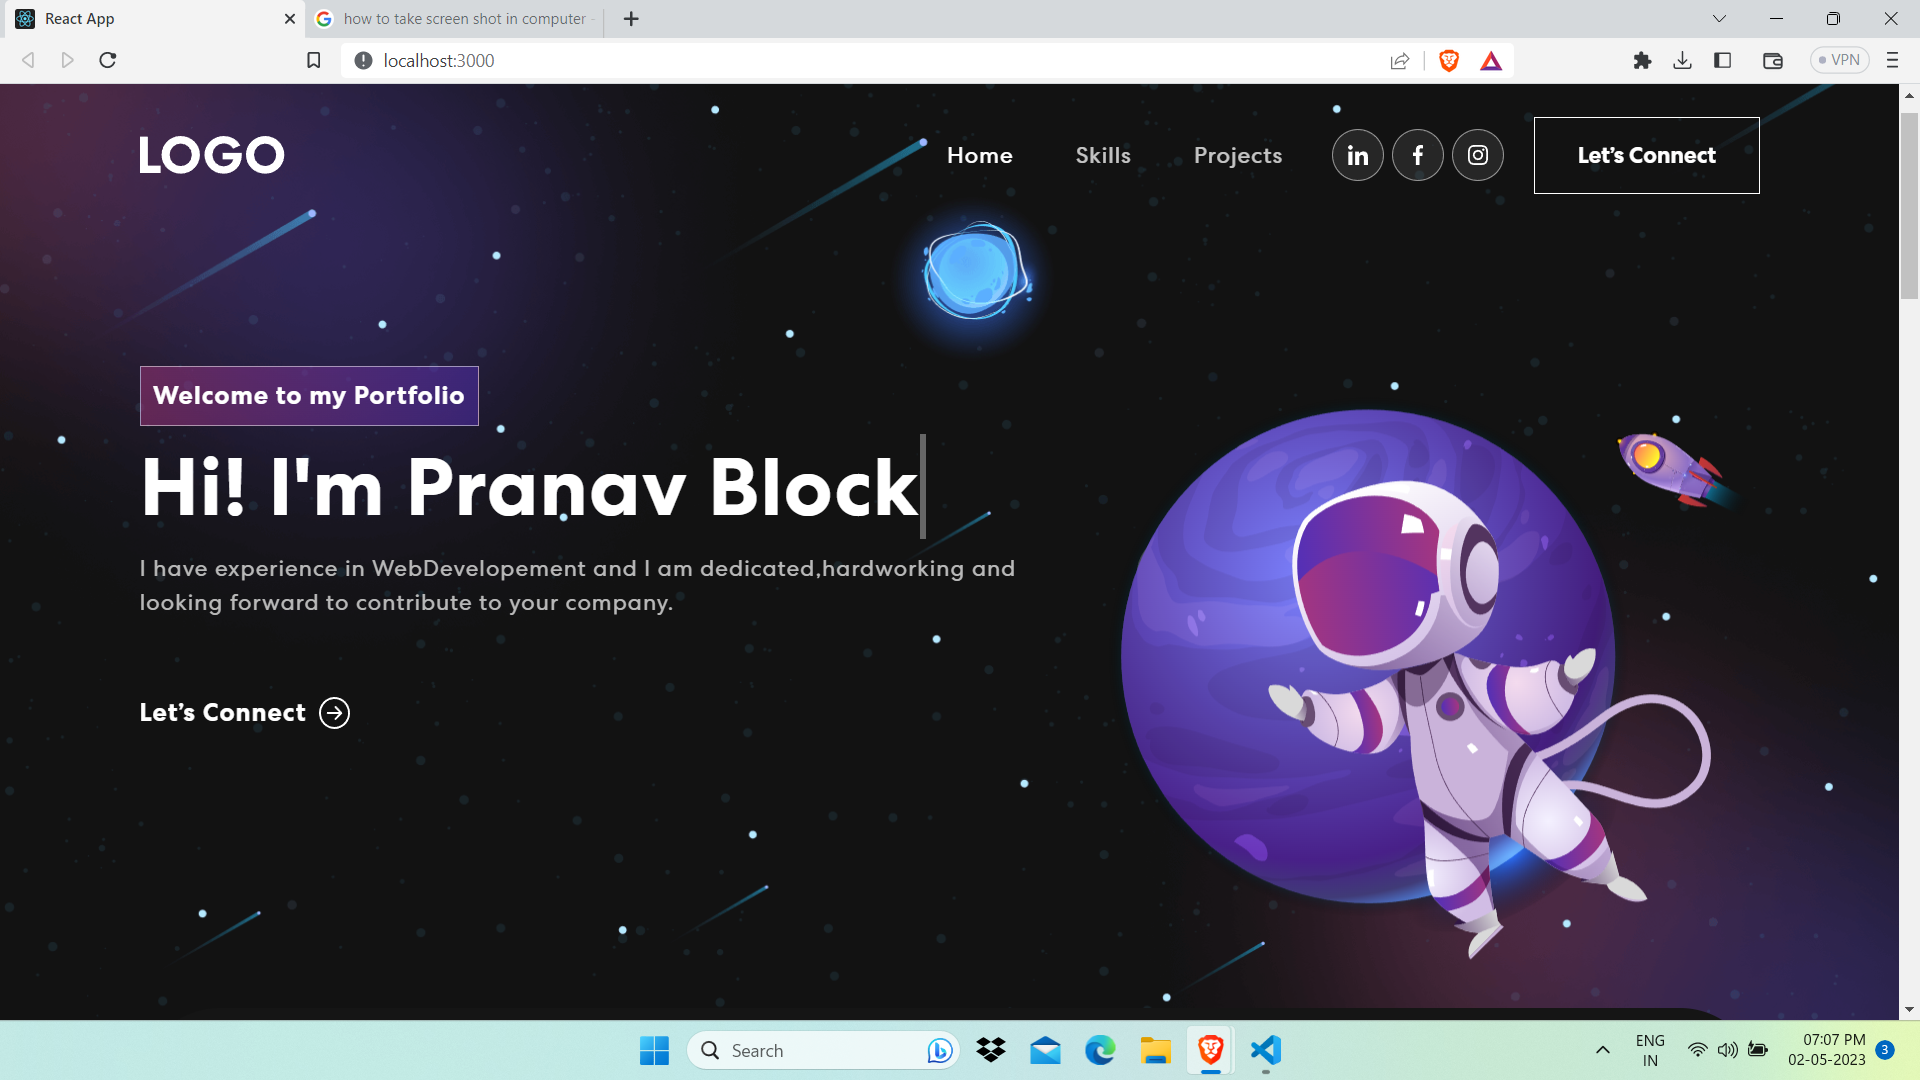 React App
how to take screen shot in computer -
localhost:3000
VPN
LOGO
Home
Skills
Projects
Let's Connect
Welcome to my Portfolio
Hi! I'm Pranav Block
I have experience in WebDevelopement and I am dedicated,hardworking and
looking forward to contribute to your company.
Let's Connect
Search
ENG
IN
07:07 PM
02-05-2023
3